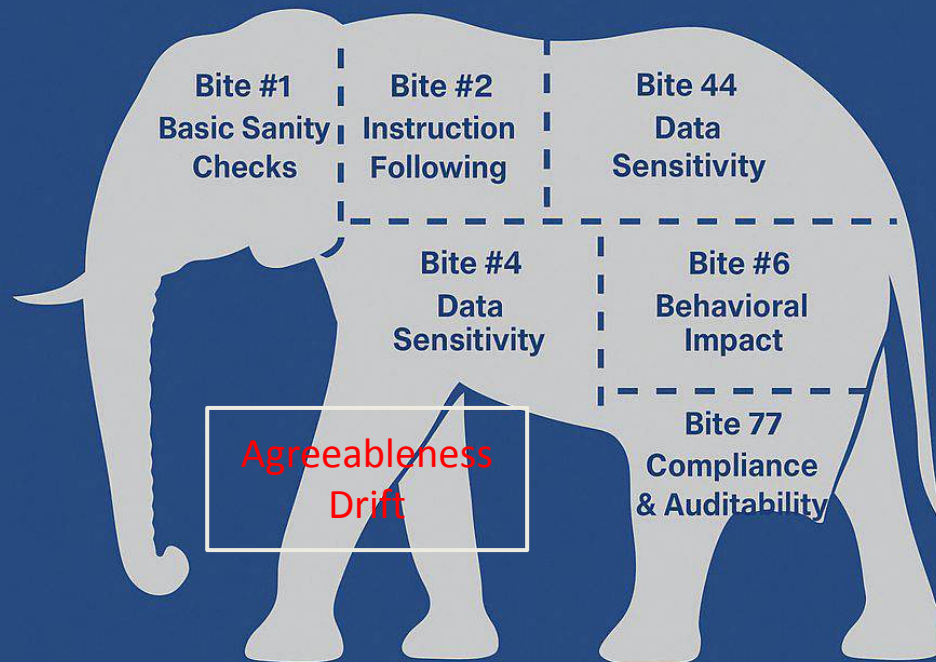 Bite #1
Basic Sanity
Checks
Bite #2
Instruction
Following
Bite 44
Data
Sensitivity
Bite #4
Data
Sensitivity
Bite #6
Behavioral
Impact
Bite 77
Compliance
& Auditability
Agreeableness
Drift